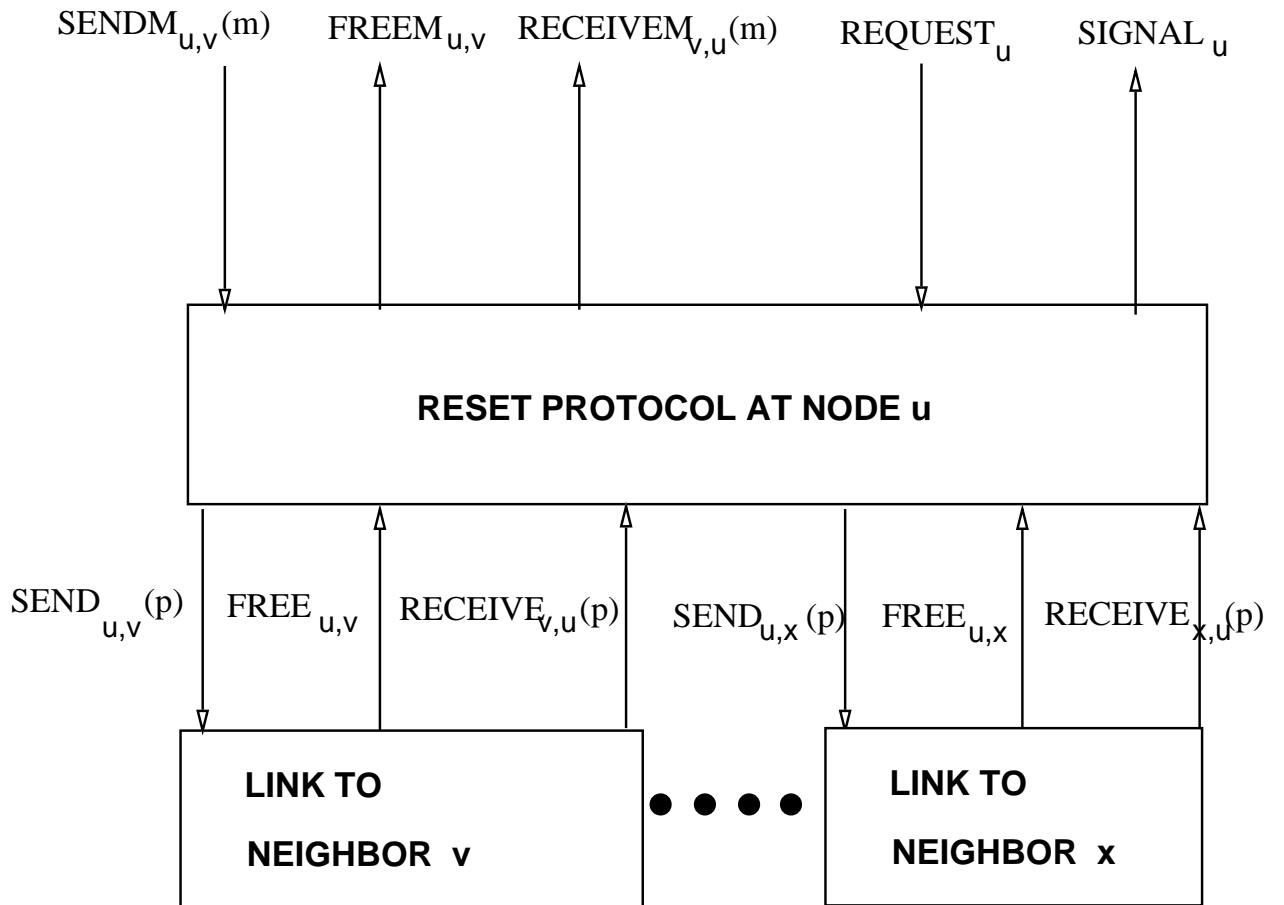 SENDM u,v (m) FREEM u,v RECEIVEM v,u (m) REQUEST u SIGNAL u
RESET PROTOCOL AT NODE u
SEND u,v (p) FREE u,v RECEIVE v,u (p) SEND u,x (p) FREE u,x RECEIVE x,u (p)
LINK TO
NEIGHBOR v
LINK TO
NEIGHBOR x